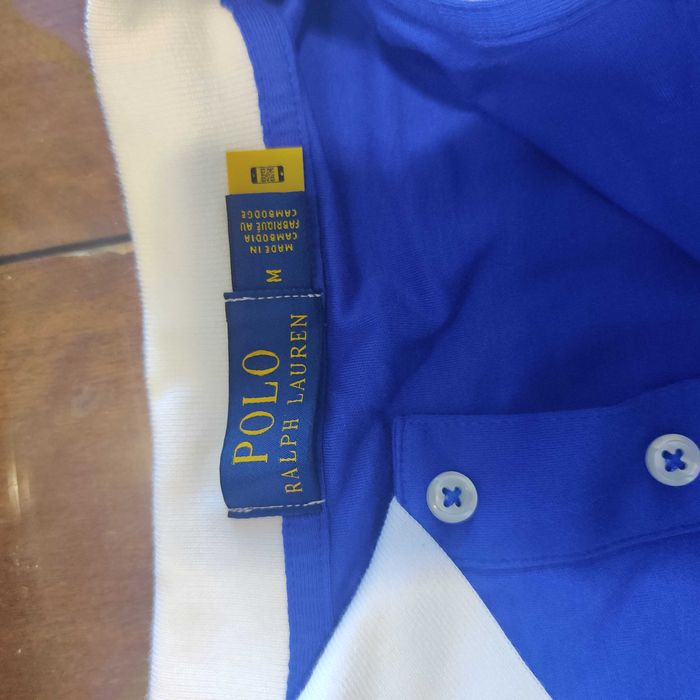 POLO
RALPH LAUREN
M
MADE IN
CAMBODIA
FABRIQUÉ AU
CAMBODGE